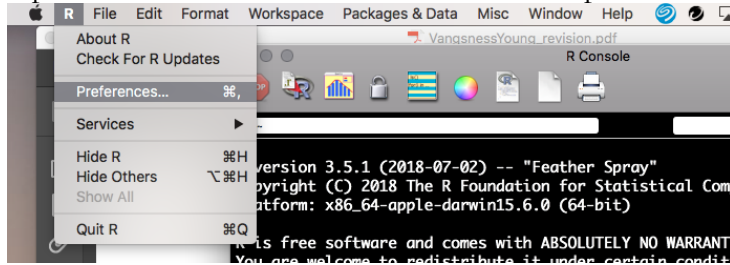 R File Edit Format Workspace Packages & Data Misc Window Help
About R
Check For R Updates
Preferences... ⌘,
Services
Hide R ⌘H
Hide Others ⌥⌘H
Show All
Quit R ⌘Q
VangsnessYoung_revision.pdf
R Console
version 3.5.1 (2018-07-02) -- "Feather Spray"
(C) 2018 The R Foundation for Statistical Com
x86_64-apple-darwin15.6.0 (64-bit)
R is free software and comes with ABSOLUTELY NO WARRANT
You are welcome to redistribute it under certain condit